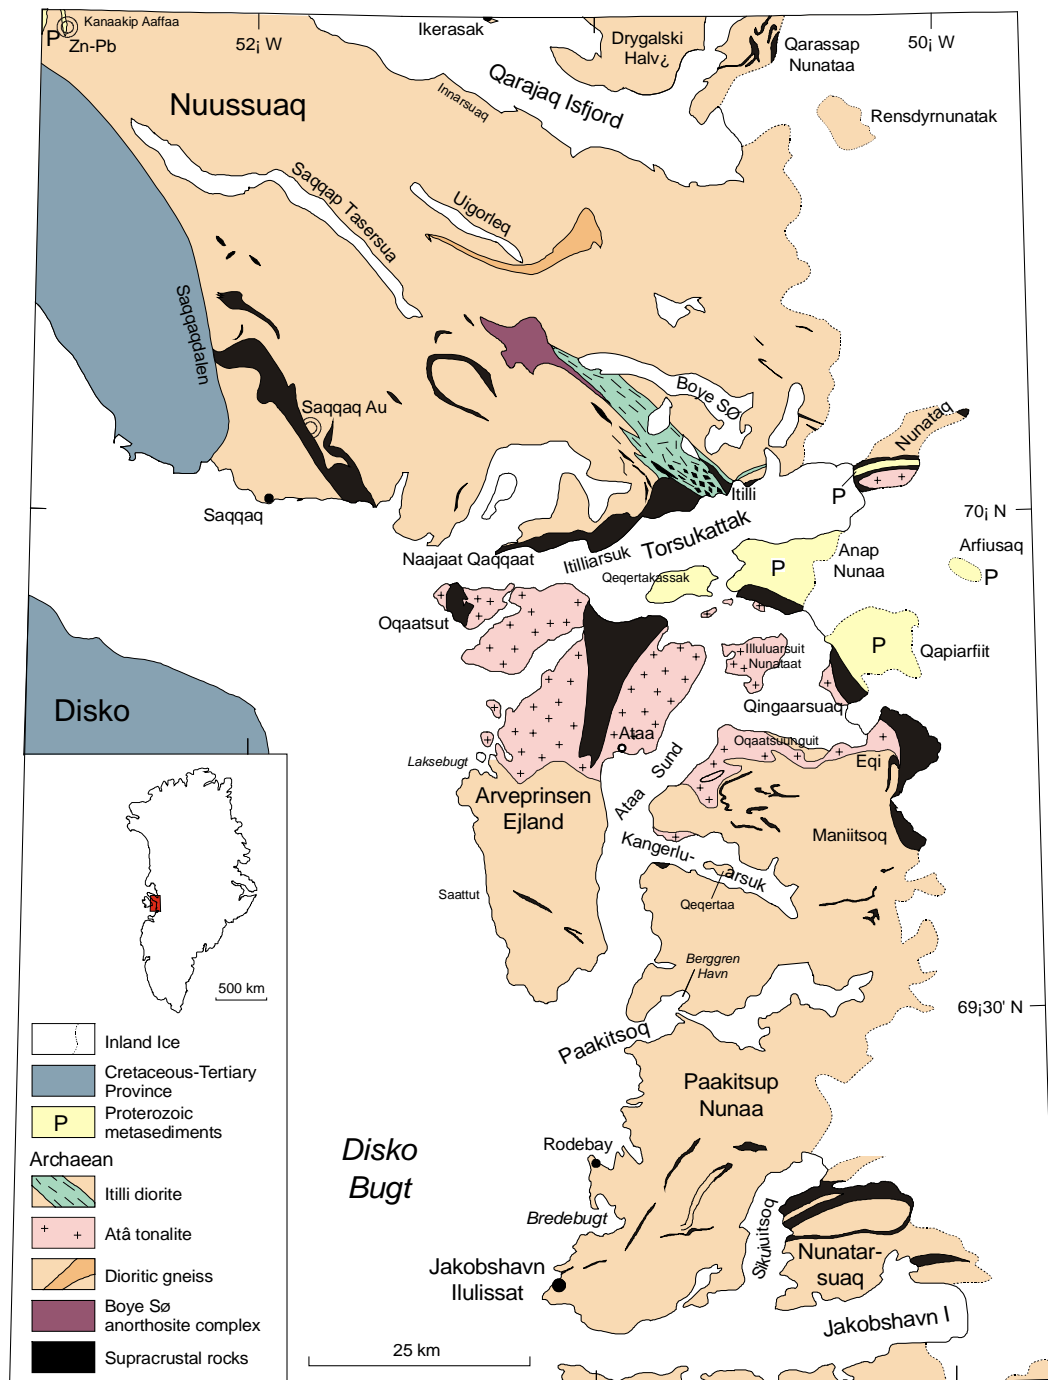 Kanaakip Aaffaa
P
Zn-Pb
52¡ W
Ikerasak
Drygalski
Halv¿
Qarassap
Nunataa
50¡ W
Nuussuaq
Innarsuaq
Qarajaq Isfjord
Rensdyrnunatak
Saqqap Tasersua
Uigorleq
Saqqaqdalen
Boye SØ
Saqqaq Au
Nunataq
Saqqaq
Itilli
P
70¡ N
Torsukattak
Naajaat Qaqqaat
Itilliarsuk
Qeqertakassak
P
Anap
Nunaa
Arfiusaq
P
Oqaatsut
Illuluarsuit
Nunataat
P
Qapiarfiit
Qingaarsuaq
Disko
Ataa
Oqaatsuunguit
Laksebugt
Eqi
Ataa Sund
Arveprinsen
Ejland
Maniitsoq
Kangerlu-
arsuk
Saattut
Qeqertaa
Berggren
Havn
500 km
69¡30' N
Paakitsoq
Inland Ice
Cretaceous-Tertiary
Province
P
Proterozoic
metasediments
Archaean
Itilli diorite
Atâ tonalite
Dioritic gneiss
Boye Sø
anorthosite complex
Supracrustal rocks
Paakitsup
Nunaa
Disko
Bugt
Rodebay
Bredebugt
Sikuiuitsoq
Jakobshavn
Ilulissat
Nunatar-
suaq
Jakobshavn I
25 km